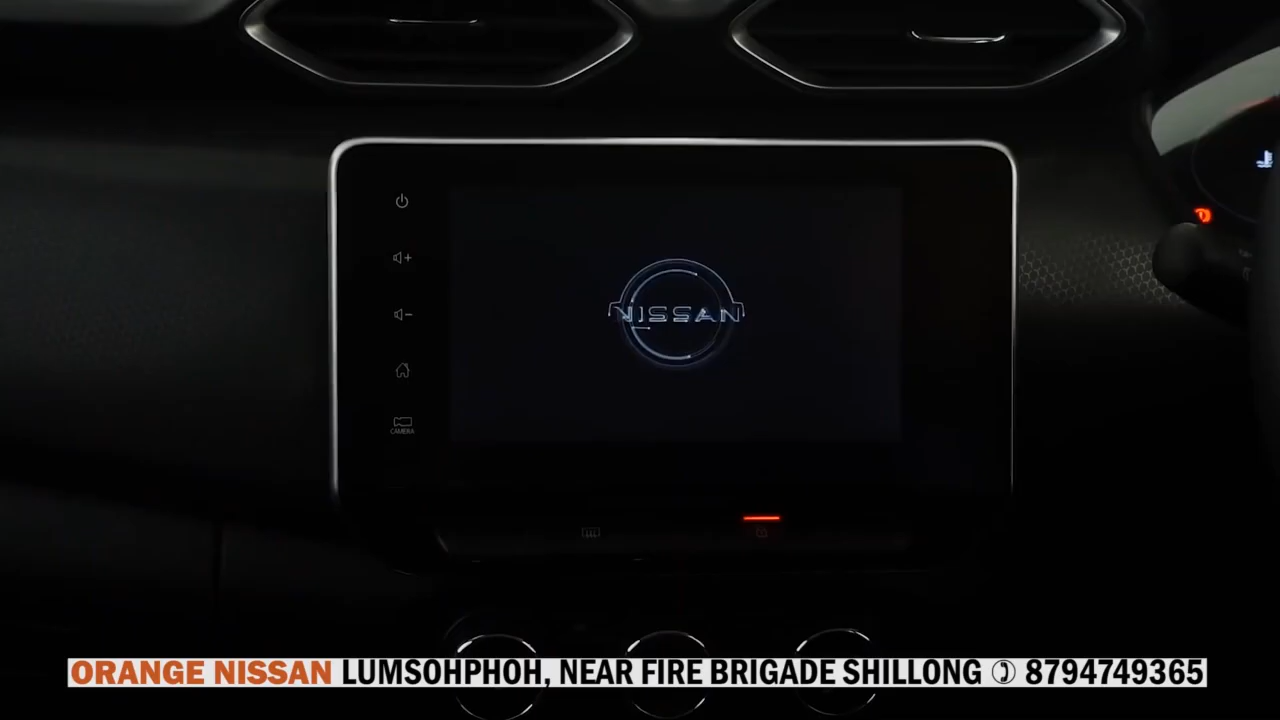 NISSAN
CAMERA
ORANGE NISSAN LUMSOHPHOH, NEAR FIRE BRIGADE SHILLONG ✆ 8794749365